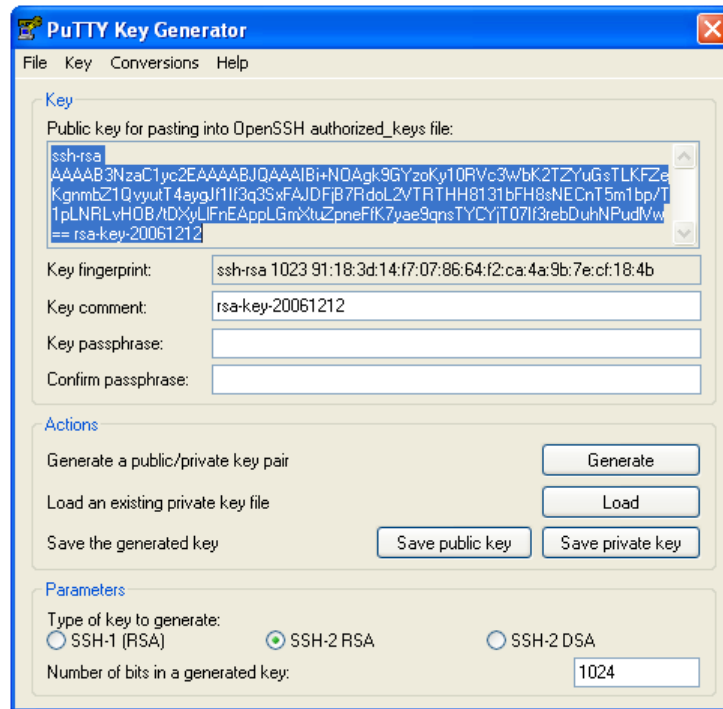 PuTTY Key Generator
File Key Conversions Help
Key
Public key for pasting into OpenSSH authorized_keys file:
ssh-rsa
AAAAB3NzaC1yc2EAAAABJQAAAIBi+NOAgk9GYzoKy10RVc3WbK2TZYuGsTLKFZe
KgnmbZ1QvyutT4aygJf1If3q3SxFAJDFjB7RdoL2VTRTHH8131bFH8sNECnT5m1bp/T
1pLNRLvHOB/tDXyLIFnEAppLGmXtuZpneFfK7yae9qnsTYCYjT07If3rebDuhNPudlVw
== rsa-key-20061212
Key fingerprint: ssh-rsa 1023 91:18:3d:14:f7:07:86:64:f2:ca:4a:9b:7e:cf:18:4b
Key comment: rsa-key-20061212
Key passphrase:
Confirm passphrase:
Actions
Generate a public/private key pair Generate
Load an existing private key file Load
Save the generated key Save public key Save private key
Parameters
Type of key to generate:
SSH-1 (RSA) SSH-2 RSA SSH-2 DSA
Number of bits in a generated key: 1024